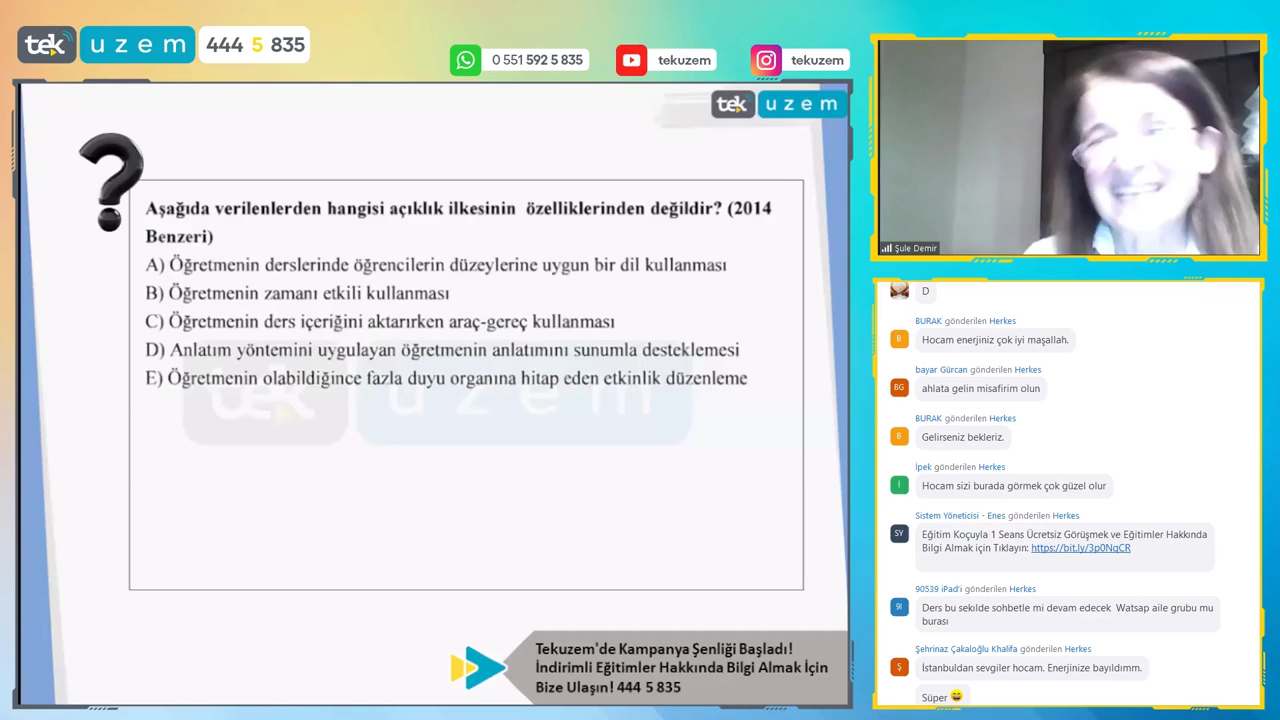 tek uzem 444 5 835
0 551 592 5 835 tekuzem tekuzem
tek uzem
Aşağıda verilenlerden hangisi açıklık ilkesinin özelliklerinden değildir? (2014
Benzeri)
A) Öğretmenin derslerinde öğrencilerin düzeylerine uygun bir dil kullanması
B) Öğretmenin zamanı etkili kullanması
C) Öğretmenin ders içeriğini aktarırken araç-gereç kullanması
D) Anlatım yöntemini uygulayan öğretmenin anlatımını sunumla desteklemesi
E) Öğretmenin olabildiğince fazla duyu organına hitap eden etkinlik düzenleme
tek uzem
Tekuzem'de Kampanya Şenliği Başladı!
İndirimli Eğitimler Hakkında Bilgi Almak İçin
Bize Ulaşın! 444 5 835
Şule Demir
D
BURAK gönderilen Herkes
B
Hocam enerjiniz çok iyi maşallah.
bayar Gürcan gönderilen Herkes
BG
ahlata gelin misafirim olun
BURAK gönderilen Herkes
B
Gelirseniz bekleriz.
İpek gönderilen Herkes
İ
Hocam sizi burada görmek çok güzel olur
Sistem Yöneticisi - Enes gönderilen Herkes
SY
Eğitim Koçuyla 1 Seans Ücretsiz Görüşmek ve Eğitimler Hakkında
Bilgi Almak için Tıklayın: https://bit.ly/3p0NqCR
90539 iPad'i gönderilen Herkes
9İ
Ders bu sekılde sohbetle mi devam edecek Watsap aile grubu mu
burası
Şehrinaz Çakaloğlu Khalifa gönderilen Herkes
Ş
İstanbuldan sevgiler hocam. Enerjinize bayıldımm.
Süper 😄